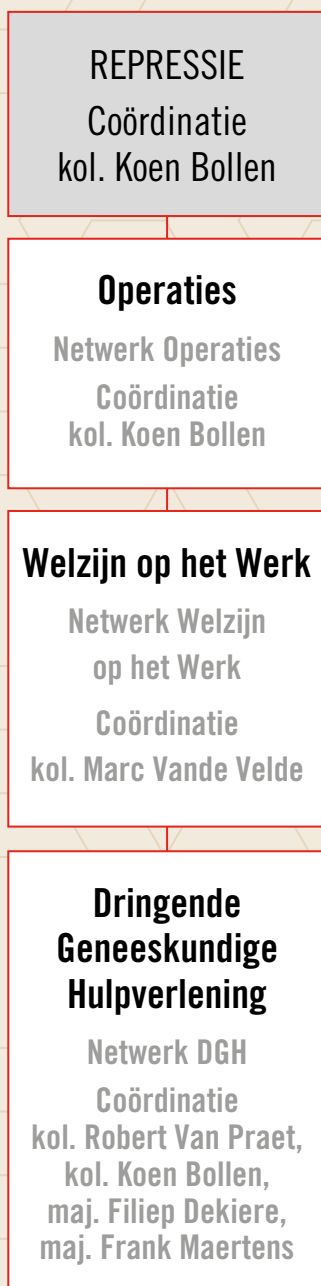 REPRESSIE
Coördinatie
kol. Koen Bollen
Operaties
Netwerk Operaties
Coördinatie
kol. Koen Bollen
Welzijn op het Werk
Netwerk Welzijn
op het Werk
Coördinatie
kol. Marc Vande Velde
Dringende
Geneeskundige
Hulpverlening
Netwerk DGH
Coördinatie
kol. Robert Van Praet,
kol. Koen Bollen,
maj. Filiep Dekiere,
maj. Frank Maertens